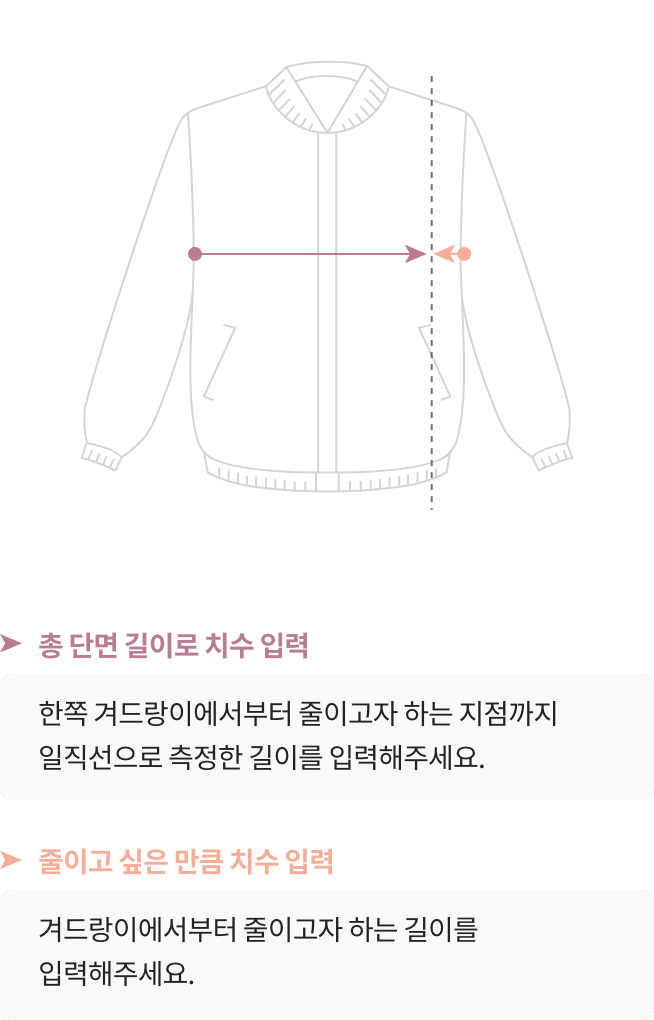 총 단면 길이로 치수 입력
한쪽 겨드랑이에서부터 줄이고자 하는 지점까지
일직선으로 측정한 길이를 입력해주세요.
줄이고 싶은 만큼 치수 입력
겨드랑이에서부터 줄이고자 하는 길이를
입력해주세요.